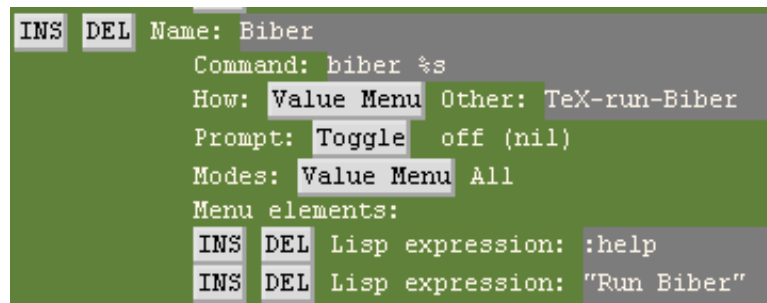 INS DEL Name: Biber
Command: biber %s
How: Value Menu Other: TeX-run-Biber
Prompt: Toggle off (nil)
Modes: Value Menu All
Menu elements:
INS DEL Lisp expression: :help
INS DEL Lisp expression: "Run Biber"